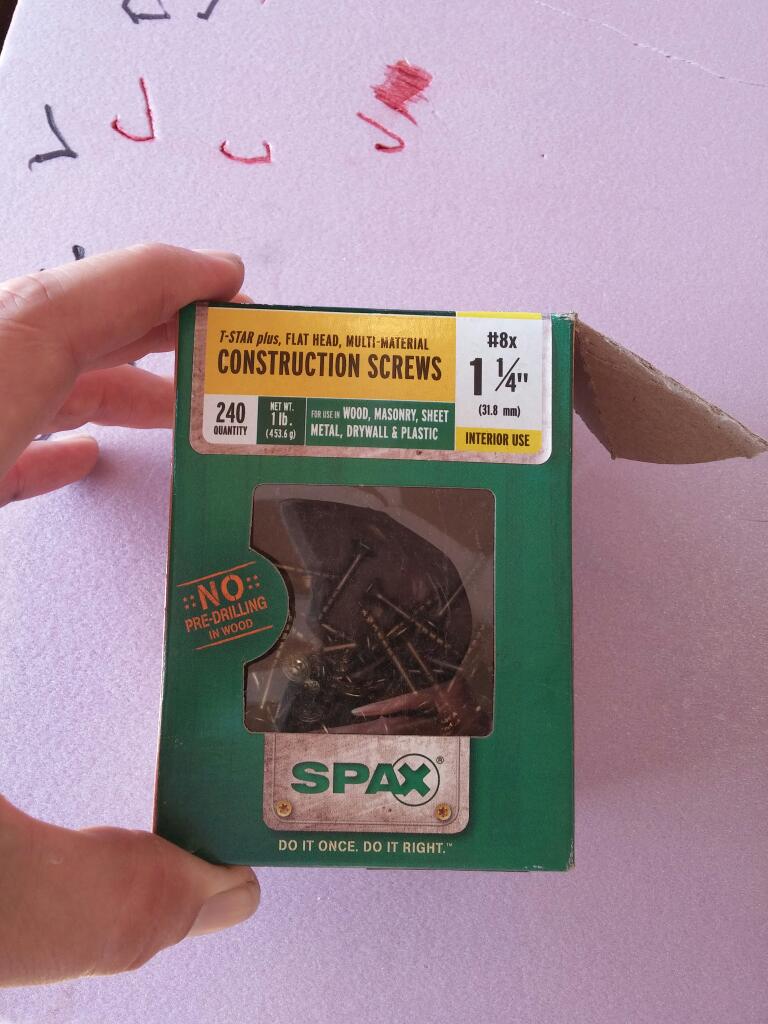 T-STAR plus, FLAT HEAD, MULTI-MATERIAL
CONSTRUCTION SCREWS
#8x
1 1/4"
(31.8 mm)
INTERIOR USE
240
QUANTITY
NET WT.
1 lb.
(453.6 g)
FOR USE IN WOOD, MASONRY, SHEET
METAL, DRYWALL & PLASTIC
::NO::
PRE-DRILLING
IN WOOD
SPAX®
DO IT ONCE. DO IT RIGHT.™